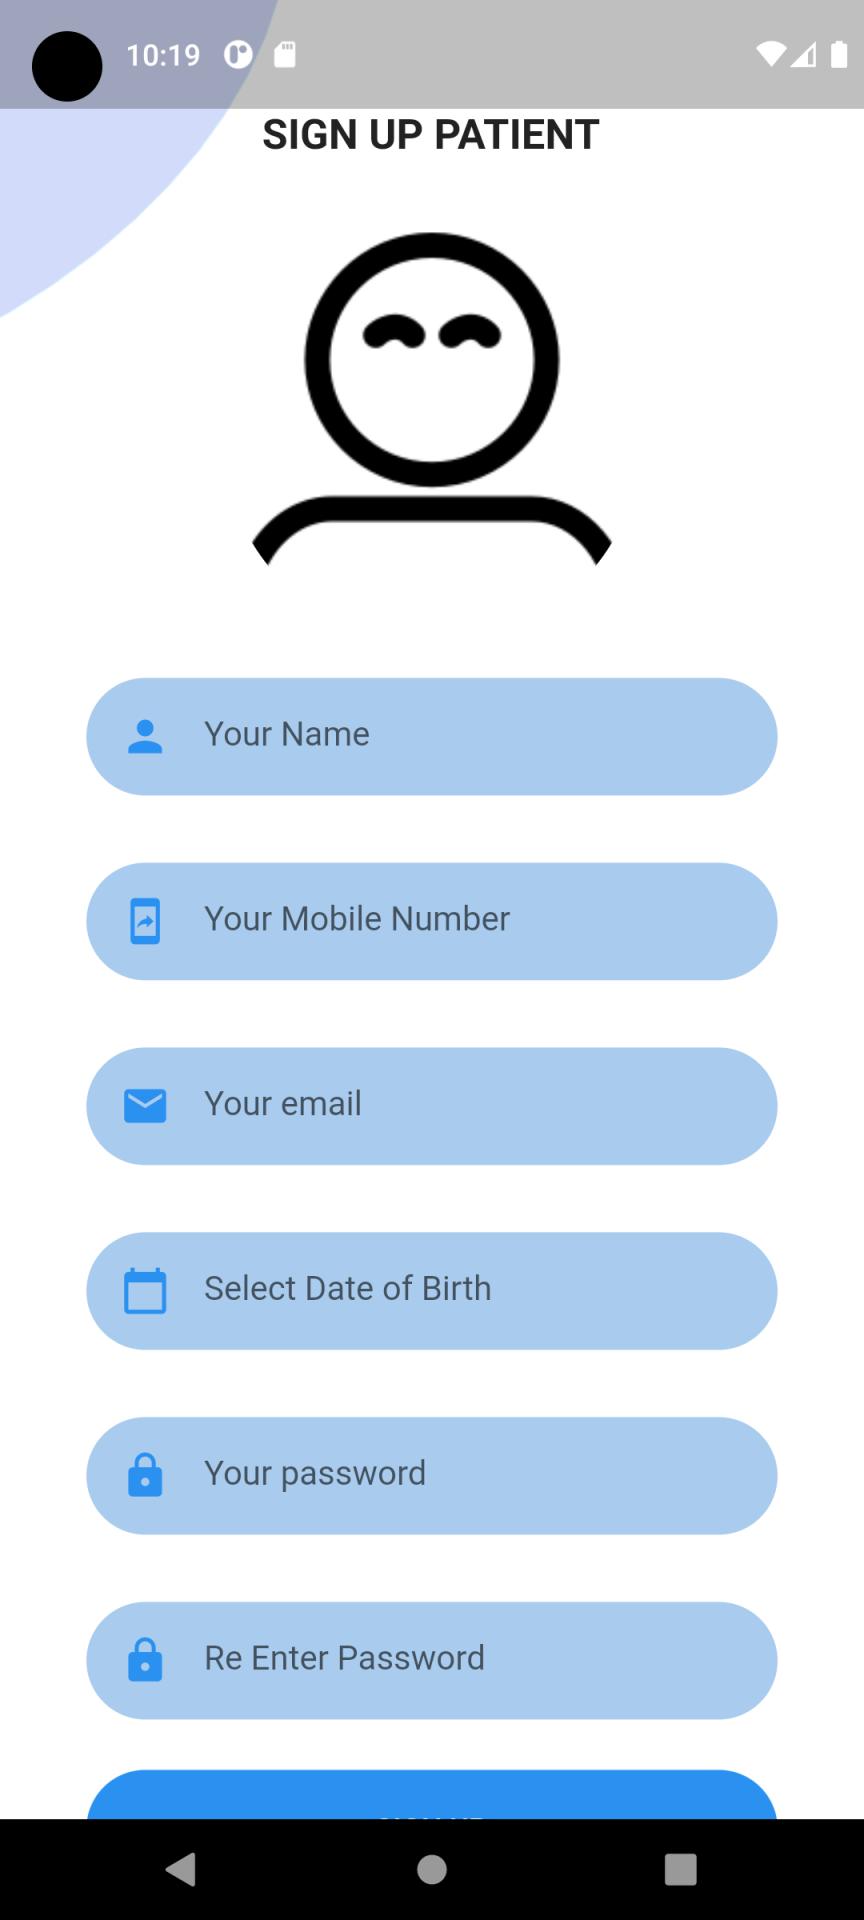 10:19
SIGN UP PATIENT
Your Name
Your Mobile Number
Your email
Select Date of Birth
Your password
Re Enter Password